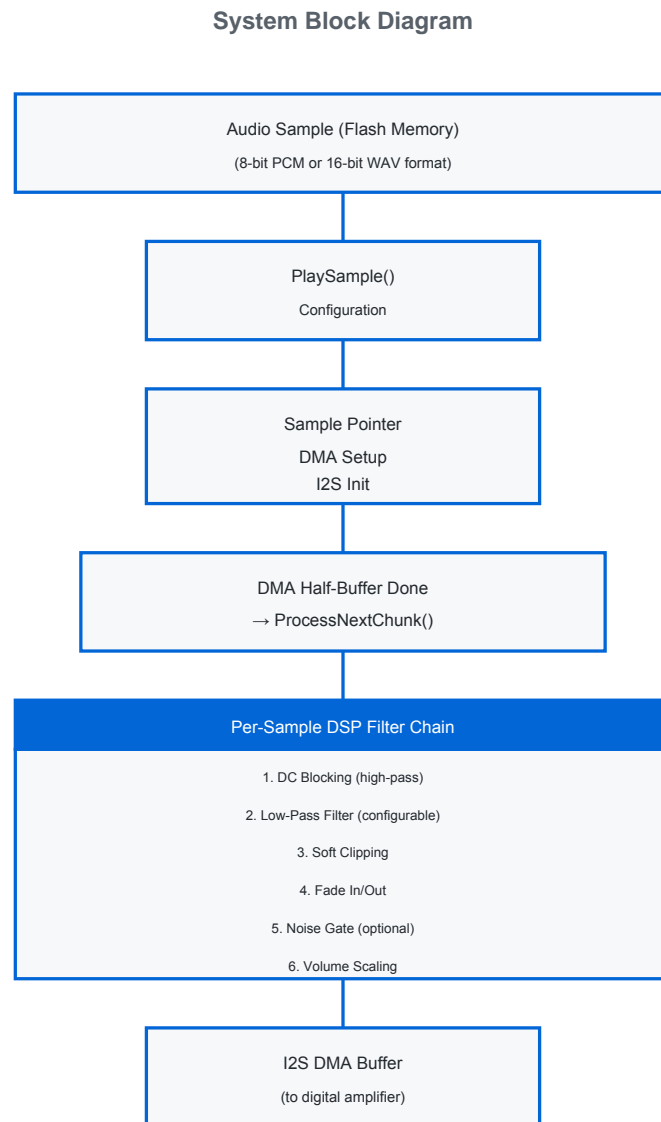 System Block Diagram
Audio Sample (Flash Memory)
(8-bit PCM or 16-bit WAV format)
PlaySample()
Configuration
Sample Pointer
DMA Setup
I2S Init
DMA Half-Buffer Done
→ ProcessNextChunk()
Per-Sample DSP Filter Chain
1. DC Blocking (high-pass)
2. Low-Pass Filter (configurable)
3. Soft Clipping
4. Fade In/Out
5. Noise Gate (optional)
6. Volume Scaling
I2S DMA Buffer
(to digital amplifier)